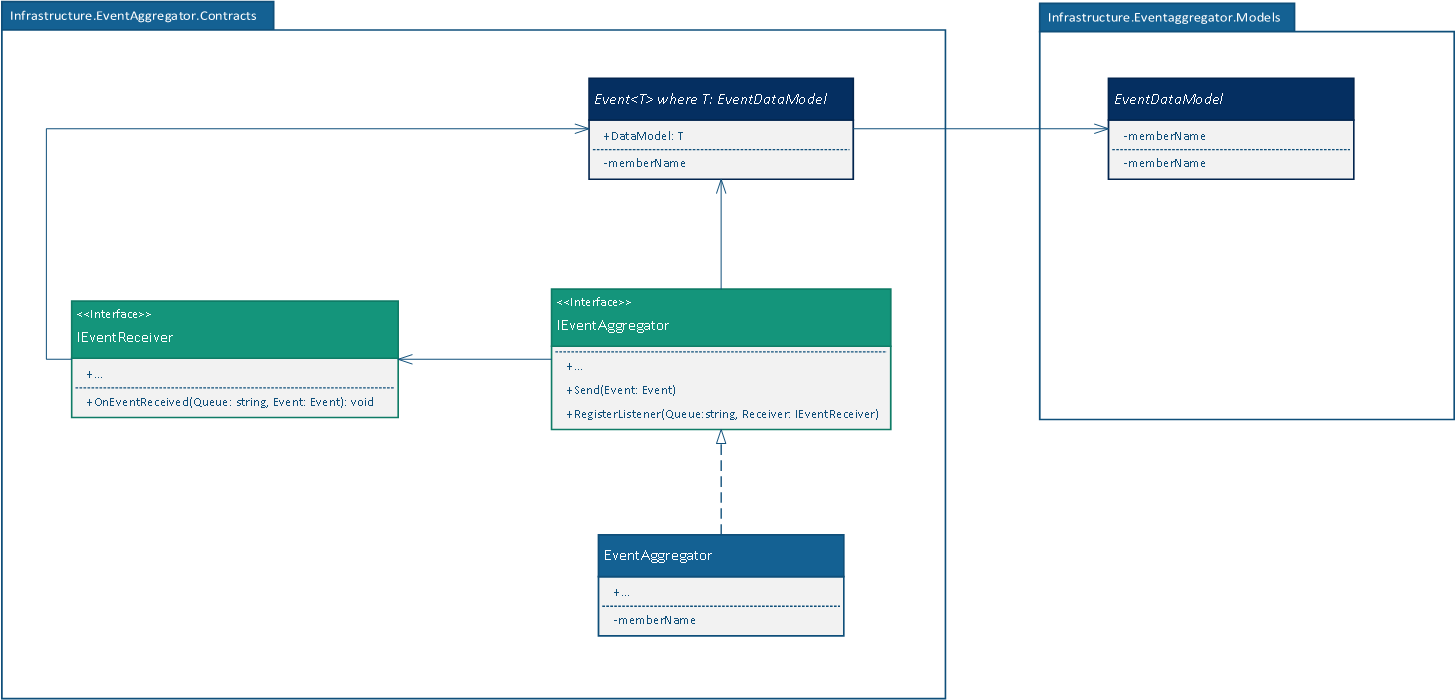 Infrastructure.EventAggregator.Contracts
Infrastructure.Eventaggregator.Models
Event<T> where T: EventDataModel
+DataModel: T
-memberName
EventDataModel
-memberName
-memberName
<<Interface>>
IEventReceiver
+...
+OnEventReceived(Queue: string, Event: Event): void
<<Interface>>
IEventAggregator
+...
+Send(Event: Event)
+RegisterListener(Queue:string, Receiver: IEventReceiver)
EventAggregator
+...
-memberName